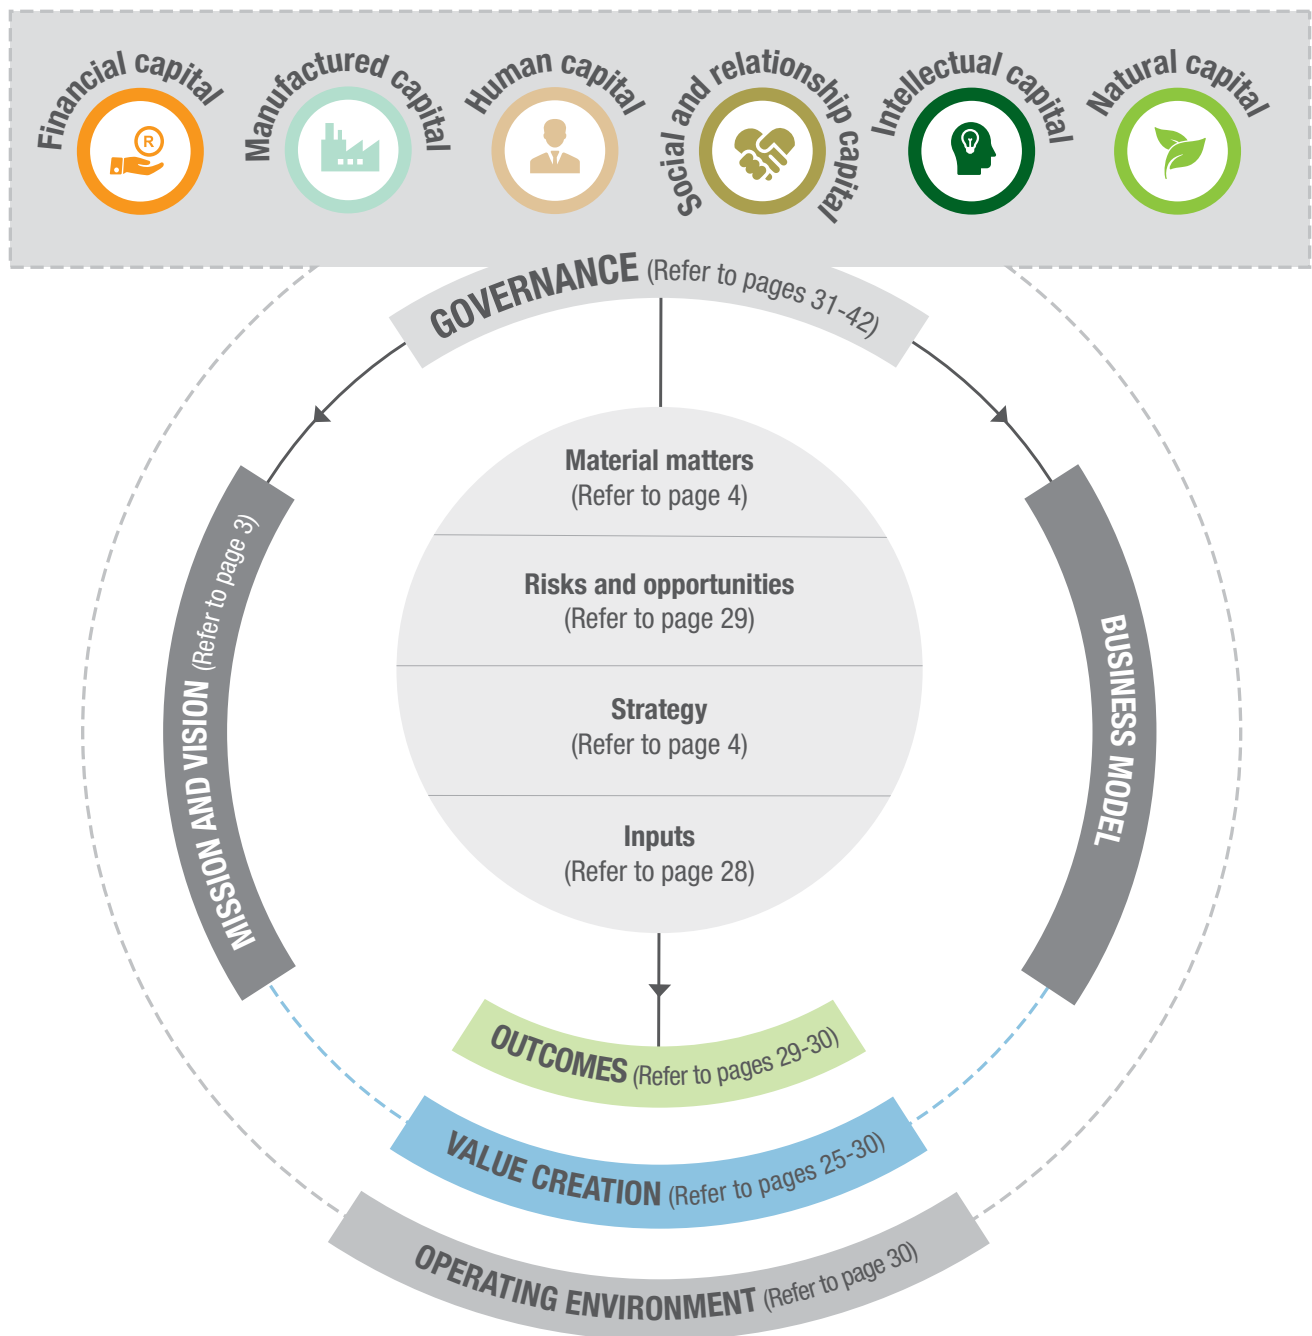 Financial capital
Manufactured capital
Human capital
Social and relationship capital
Intellectual capital
Natural capital
R
GOVERNANCE (Refer to pages 31-42)
Material matters
(Refer to page 4)
Risks and opportunities
(Refer to page 29)
Strategy
(Refer to page 4)
Inputs
(Refer to page 28)
MISSION AND VISION (Refer to page 3)
BUSINESS MODEL
OUTCOMES (Refer to pages 29-30)
VALUE CREATION (Refer to pages 25-30)
OPERATING ENVIRONMENT (Refer to page 30)